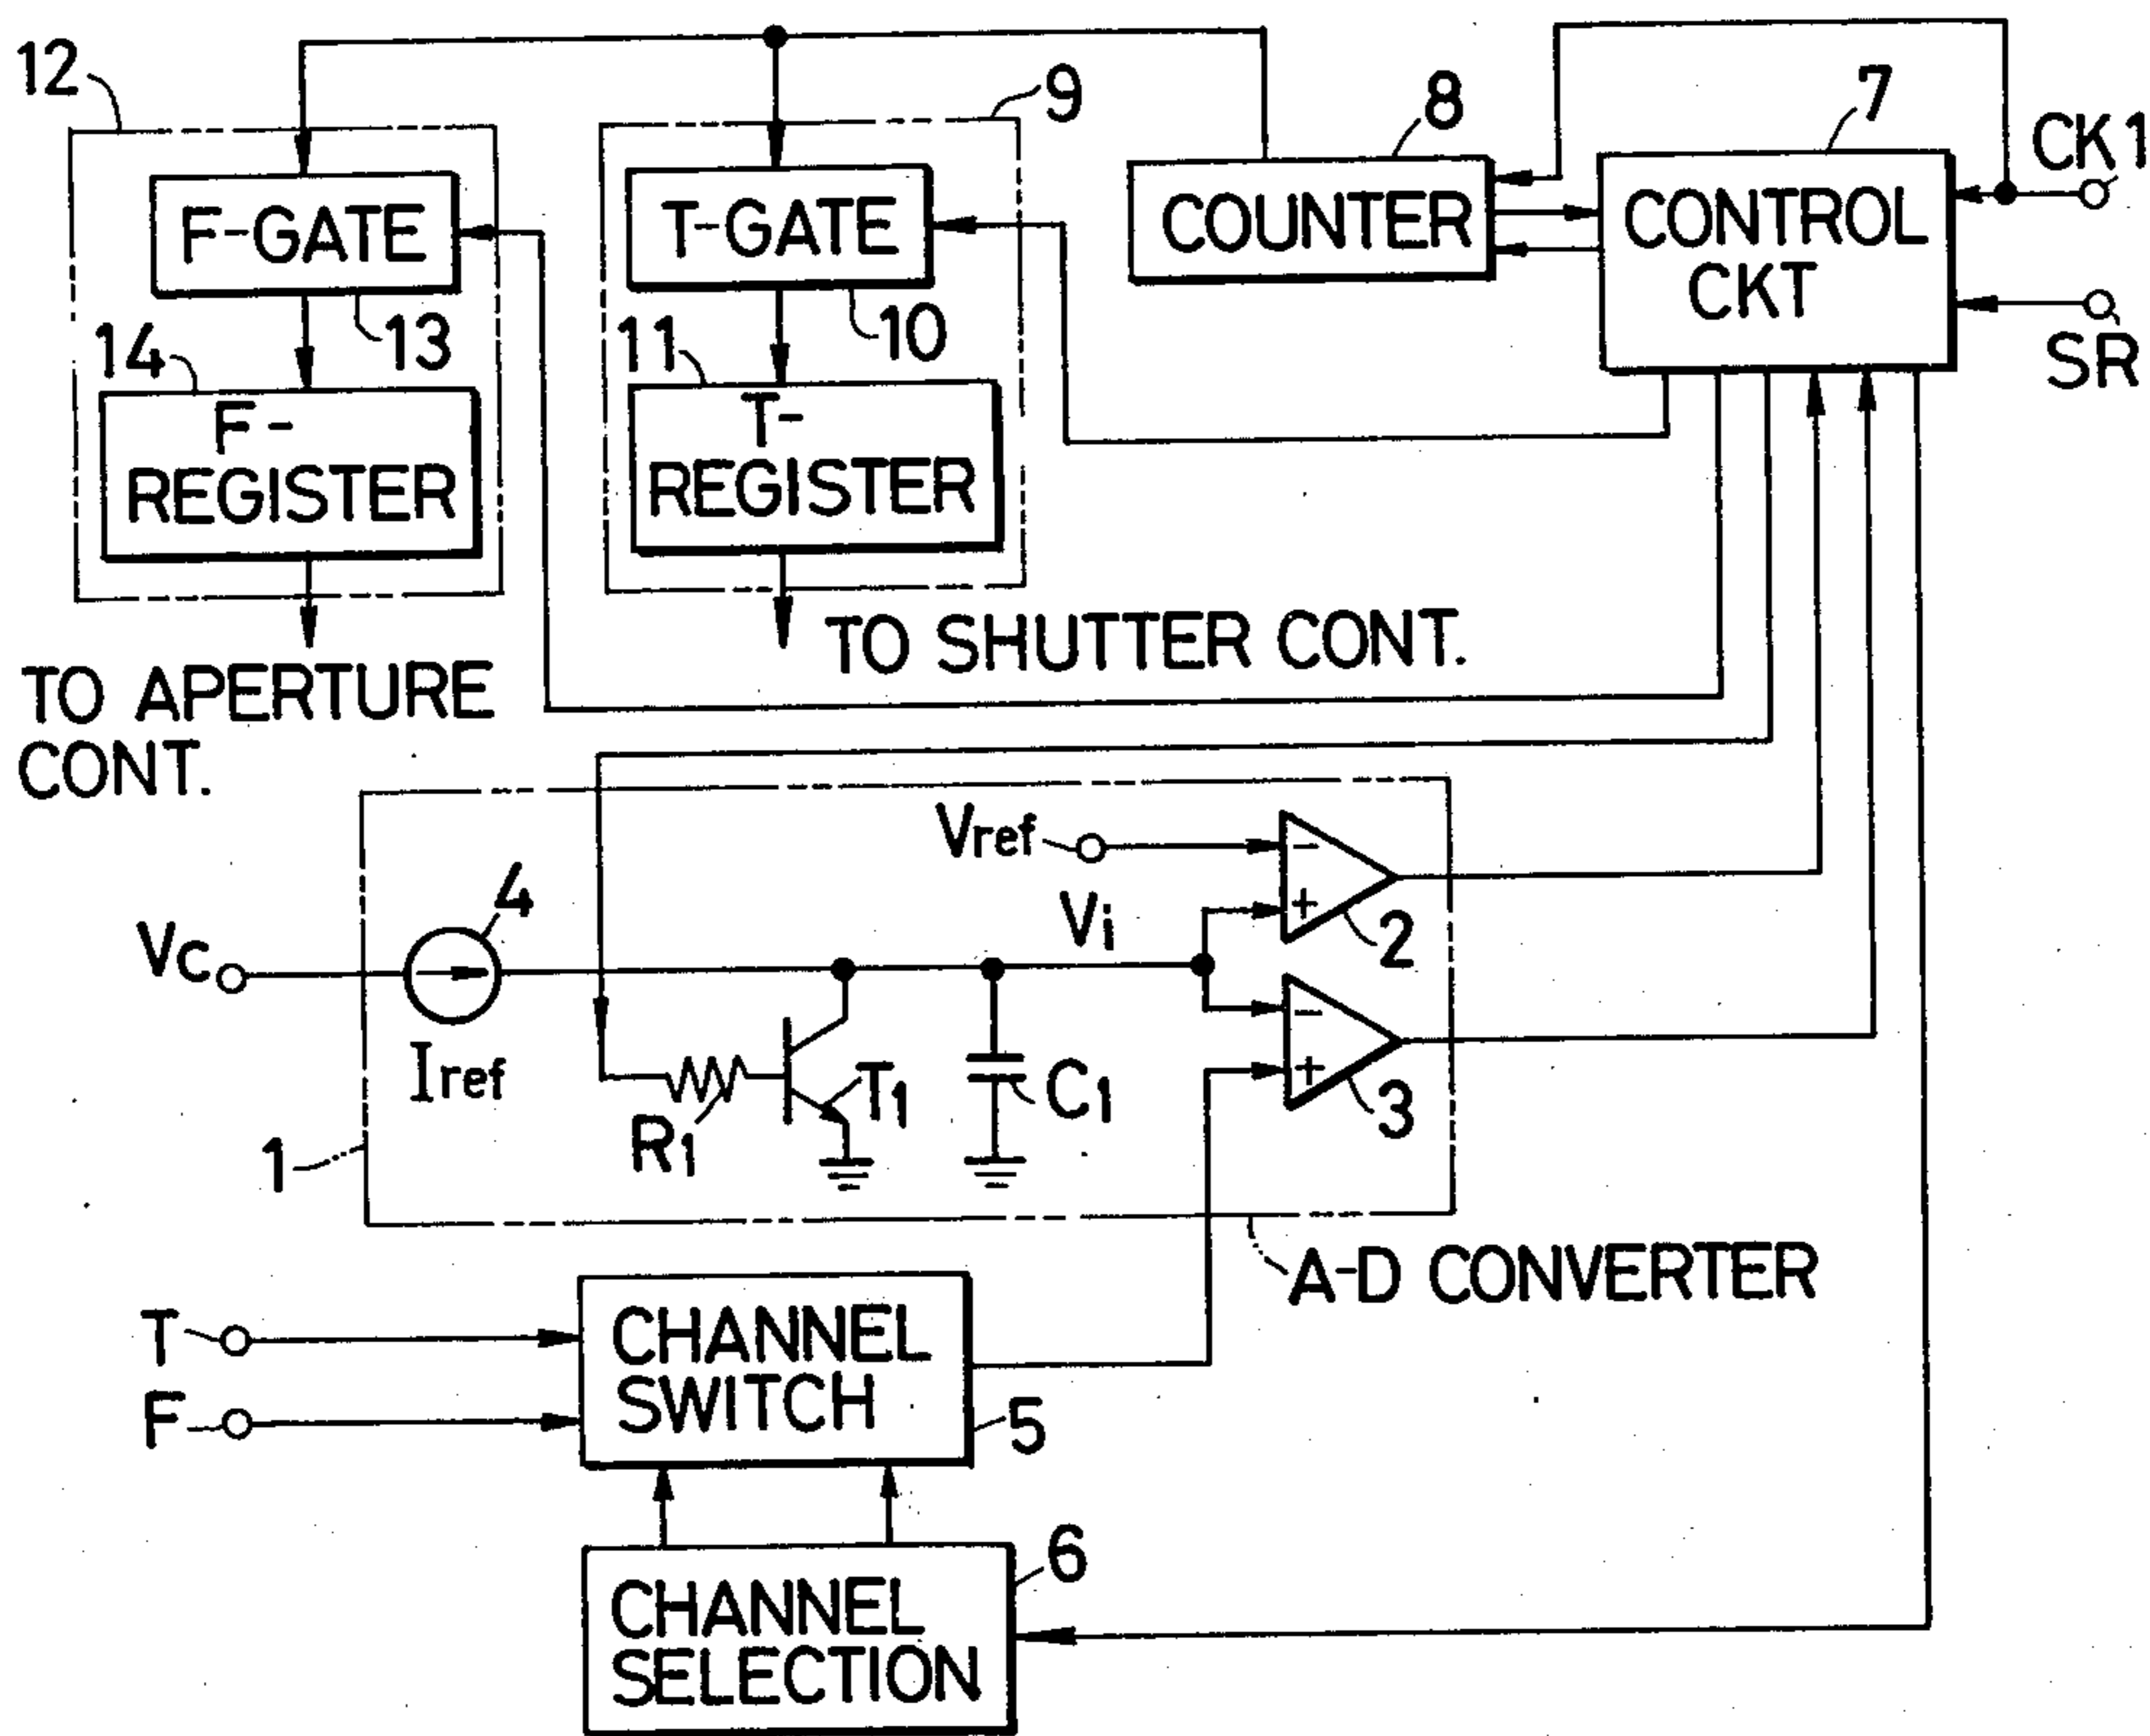 12
9
8
7
CK1
F-GATE
T-GATE
COUNTER
CONTROL
CKT
13
10
14
11
SR
F-
REGISTER
T-
REGISTER
TO SHUTTER CONT.
TO APERTURE
CONT.
Vref
4
Vi
2
Vc
Iref
R1
T1
C1
3
1
A-D CONVERTER
T
CHANNEL
SWITCH
F
5
6
CHANNEL
SELECTION